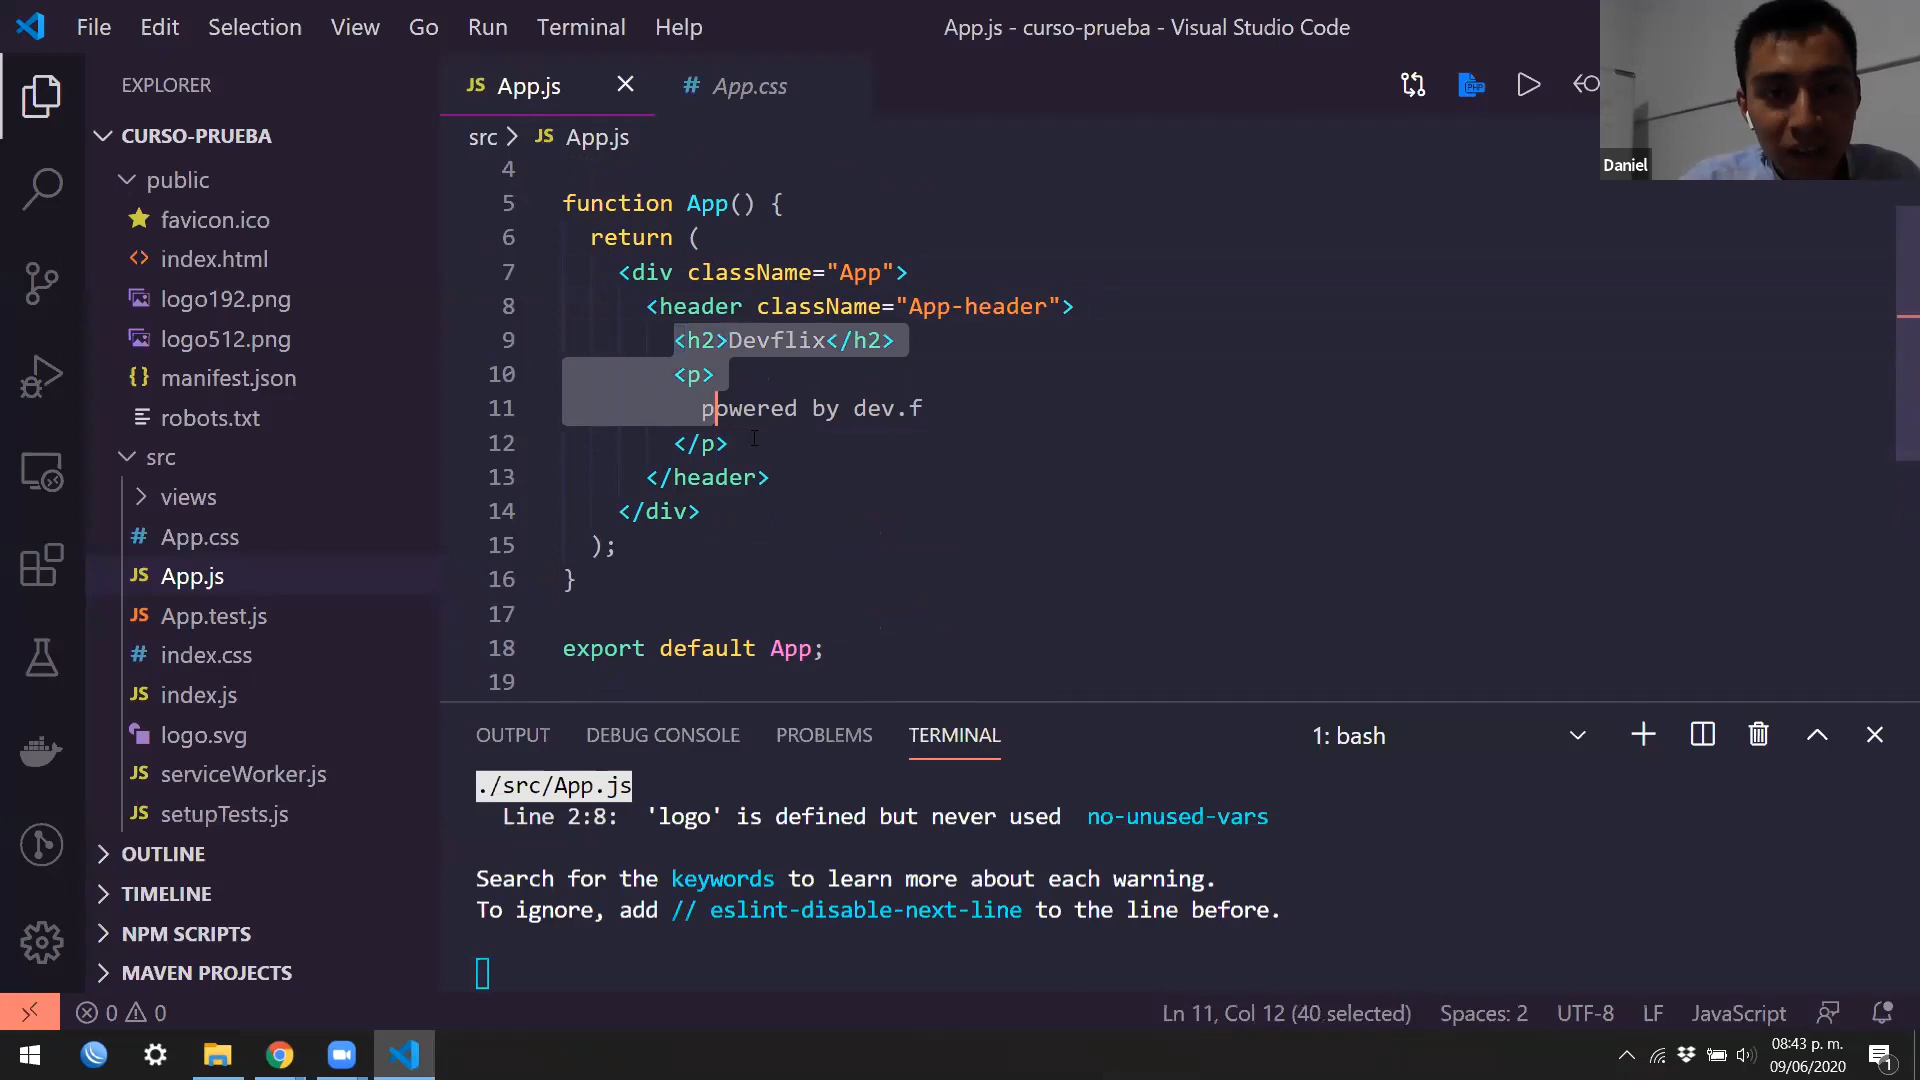 File Edit Selection View Go Run Terminal Help
App.js - curso-prueba - Visual Studio Code
EXPLORER
CURSO-PRUEBA
public
favicon.ico
index.html
logo192.png
logo512.png
manifest.json
robots.txt
src
views
App.css
App.js
App.test.js
index.css
index.js
logo.svg
serviceWorker.js
setupTests.js
OUTLINE
TIMELINE
NPM SCRIPTS
MAVEN PROJECTS
JS App.js
# App.css
PHP
src > JS App.js
4
5 function App() {
6 return (
7 <div className="App">
8 <header className="App-header">
9 <h2>Devflix</h2>
10 <p>
11 powered by dev.f
12 </p>
13 </header>
14 </div>
15 );
16 }
17
18 export default App;
19
Daniel
OUTPUT DEBUG CONSOLE PROBLEMS TERMINAL 1: bash
./src/App.js
Line 2:8: 'logo' is defined but never used no-unused-vars
Search for the keywords to learn more about each warning.
To ignore, add // eslint-disable-next-line to the line before.
0 0 Ln 11, Col 12 (40 selected) Spaces: 2 UTF-8 LF JavaScript
08:43 p. m.
09/06/2020
1